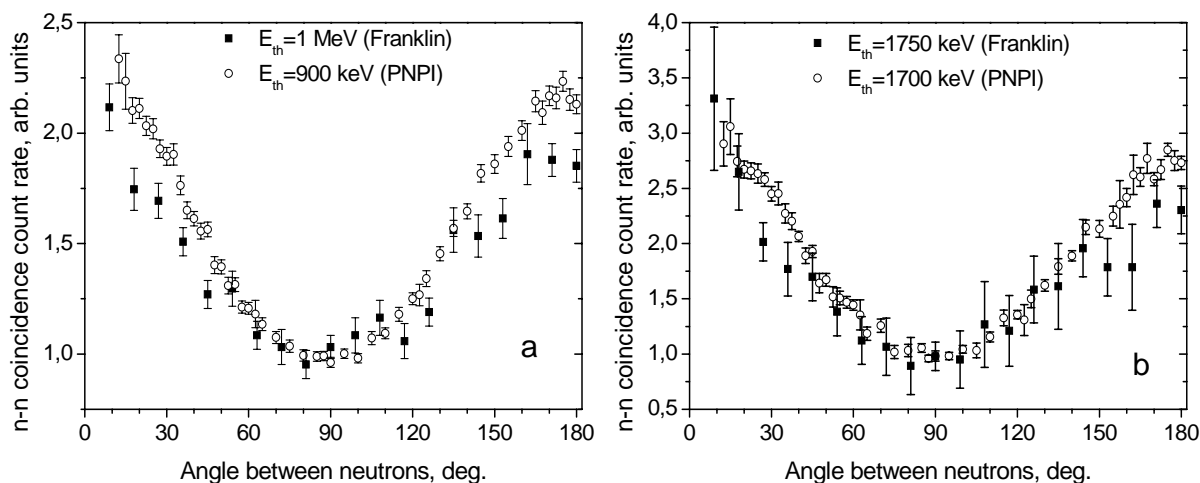 n-n coincidence count rate, arb. units
2,5
2,0
1,5
1,0
E_th=1 MeV (Franklin)
E_th=900 keV (PNPI)
a
0 30 60 90 120 150 180
Angle between neutrons, deg.
n-n coincidence count rate, arb. units
4,0
3,5
3,0
2,5
2,0
1,5
1,0
0,5
E_th=1750 keV (Franklin)
E_th=1700 keV (PNPI)
b
0 30 60 90 120 150 180
Angle between neutrons, deg.